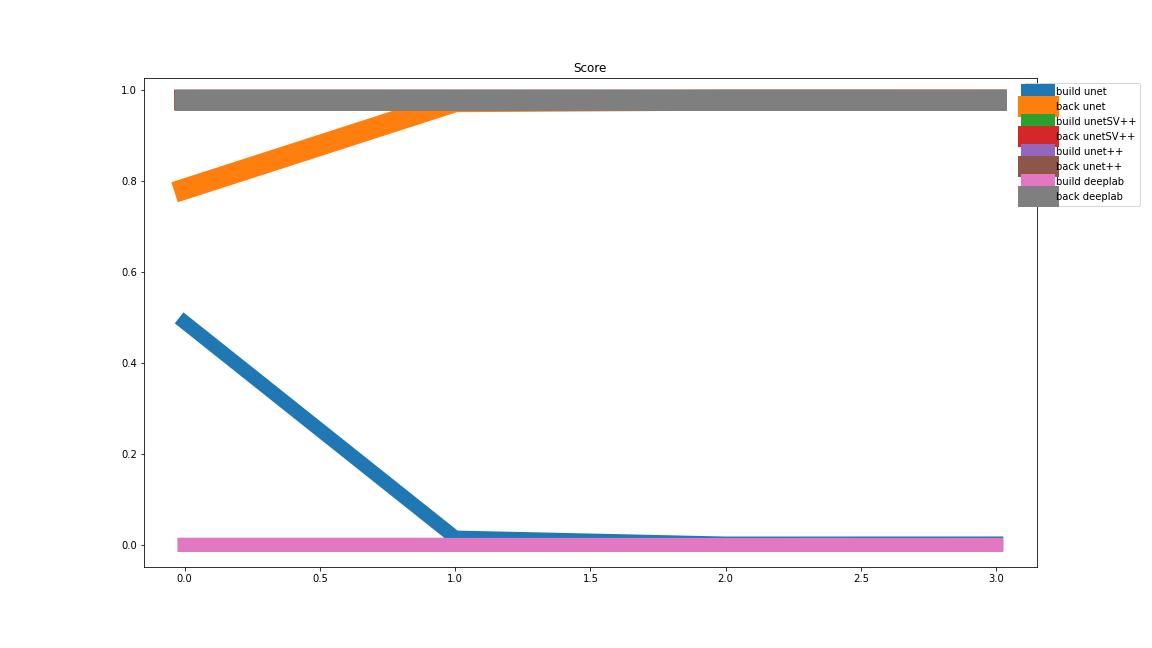 Score
1.0
0.8
0.6
0.4
0.2
0.0
0.0 0.5 1.0 1.5 2.0 2.5 3.0
build unet
back unet
build unetSV++
back unetSV++
build unet++
back unet++
build deeplab
back deeplab